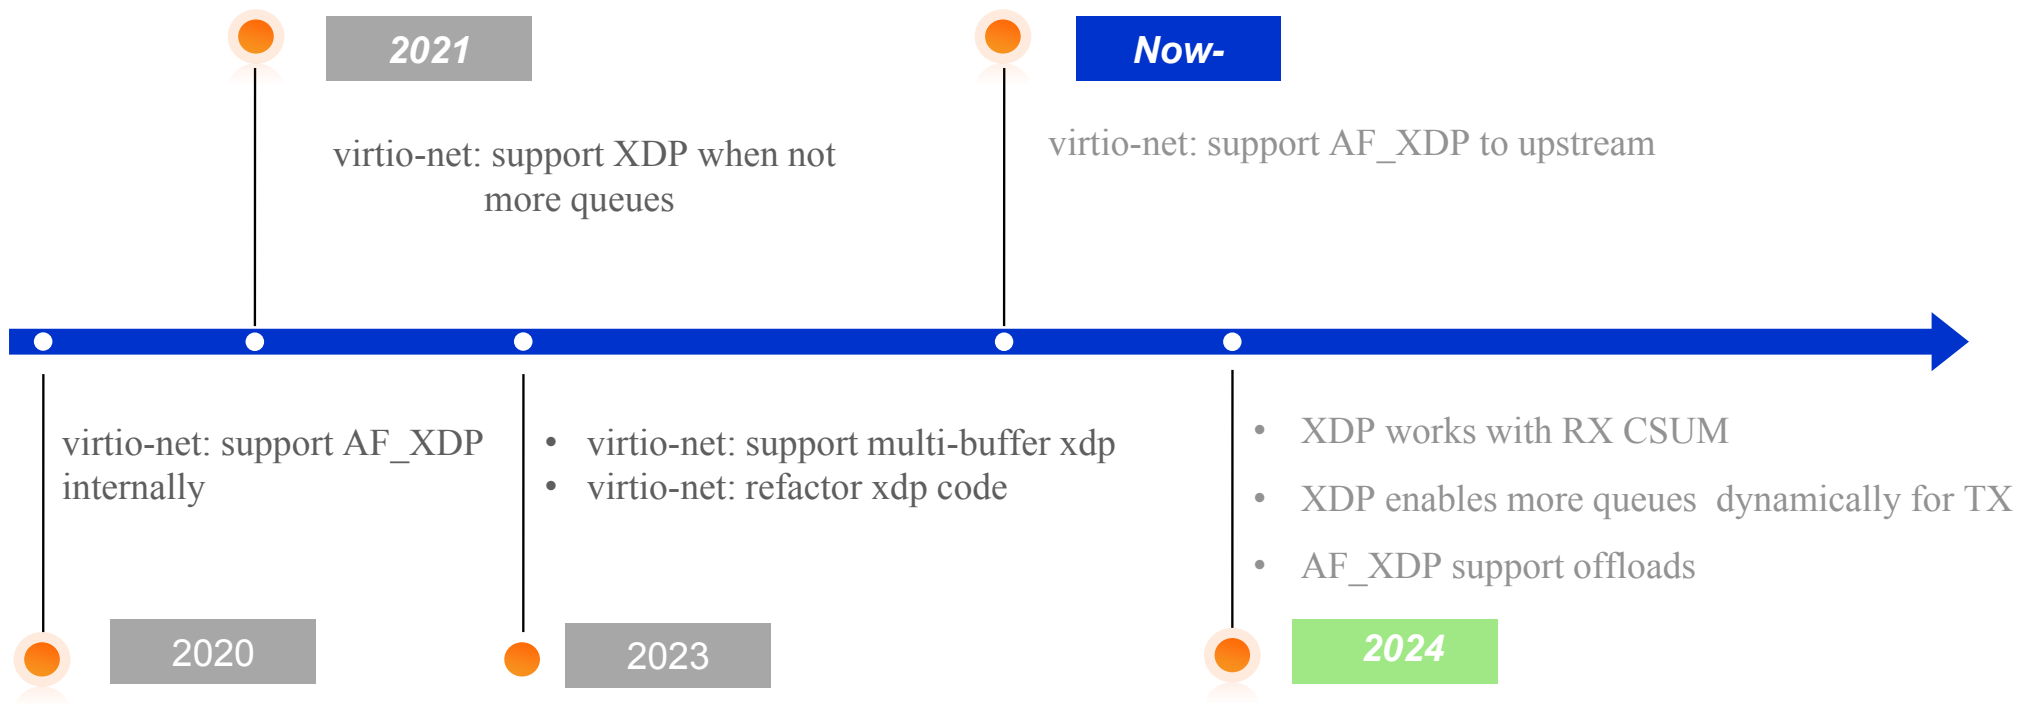 2021
Now-
virtio-net: support XDP when not
more queues
virtio-net: support AF_XDP to upstream
virtio-net: support AF_XDP
internally
• virtio-net: support multi-buffer xdp
• virtio-net: refactor xdp code
• XDP works with RX CSUM
• XDP enables more queues  dynamically for TX
• AF_XDP support offloads
2020
2023
2024